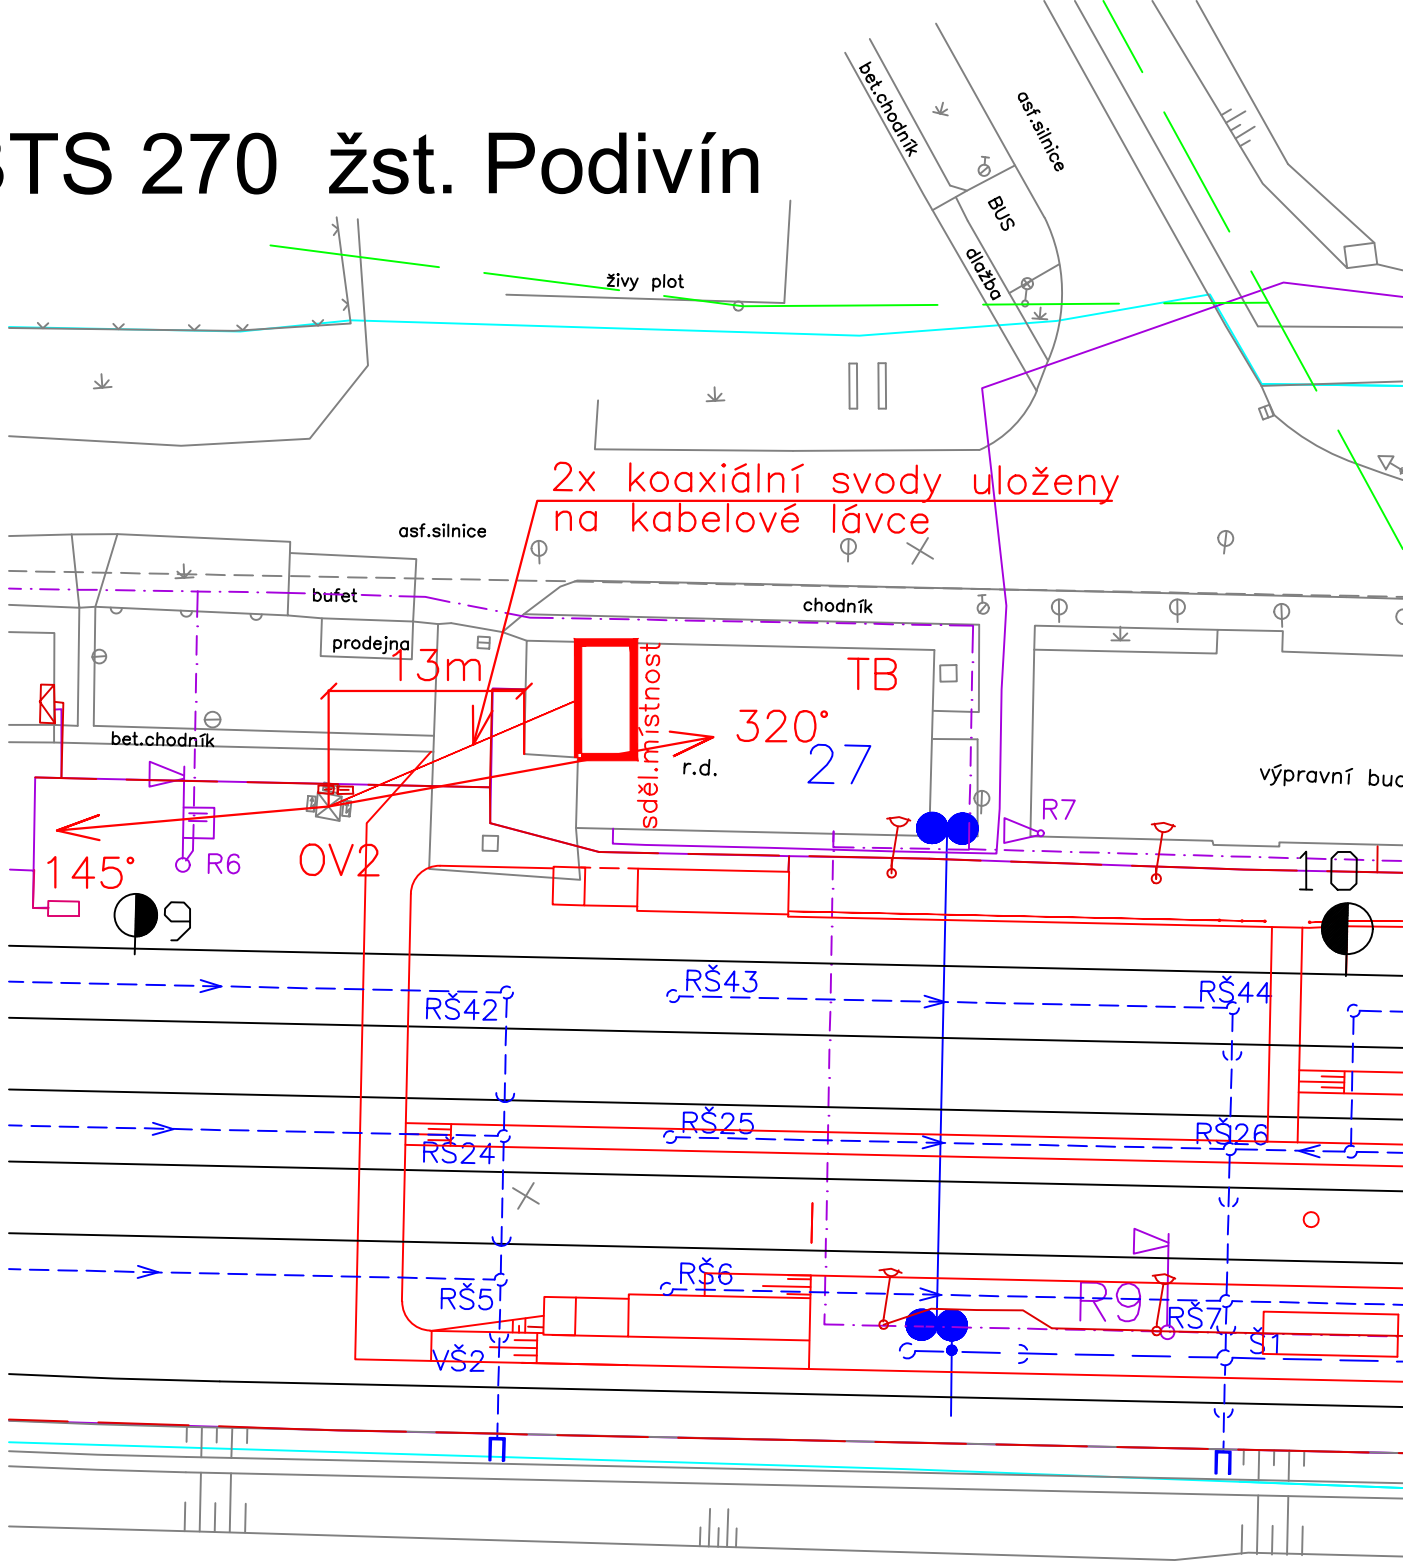 BTS 270 žst. Podivín
bet.chodník
asf.silnice
BUS
dlažba
živy plot
2x koaxiální svody uloženy
na kabelové lávce
asf.silnice
bufet
chodník
prodejna
13m
sděl.místnost
TB
320°
27
bet.chodník
r.d.
výpravní bud
R7
R6
OV2
145°
9
10
RŠ42
RŠ43
RŠ44
RŠ24
RŠ25
RŠ26
RŠ5
RŠ6
R9
RŠ7
Š1
VŠ2